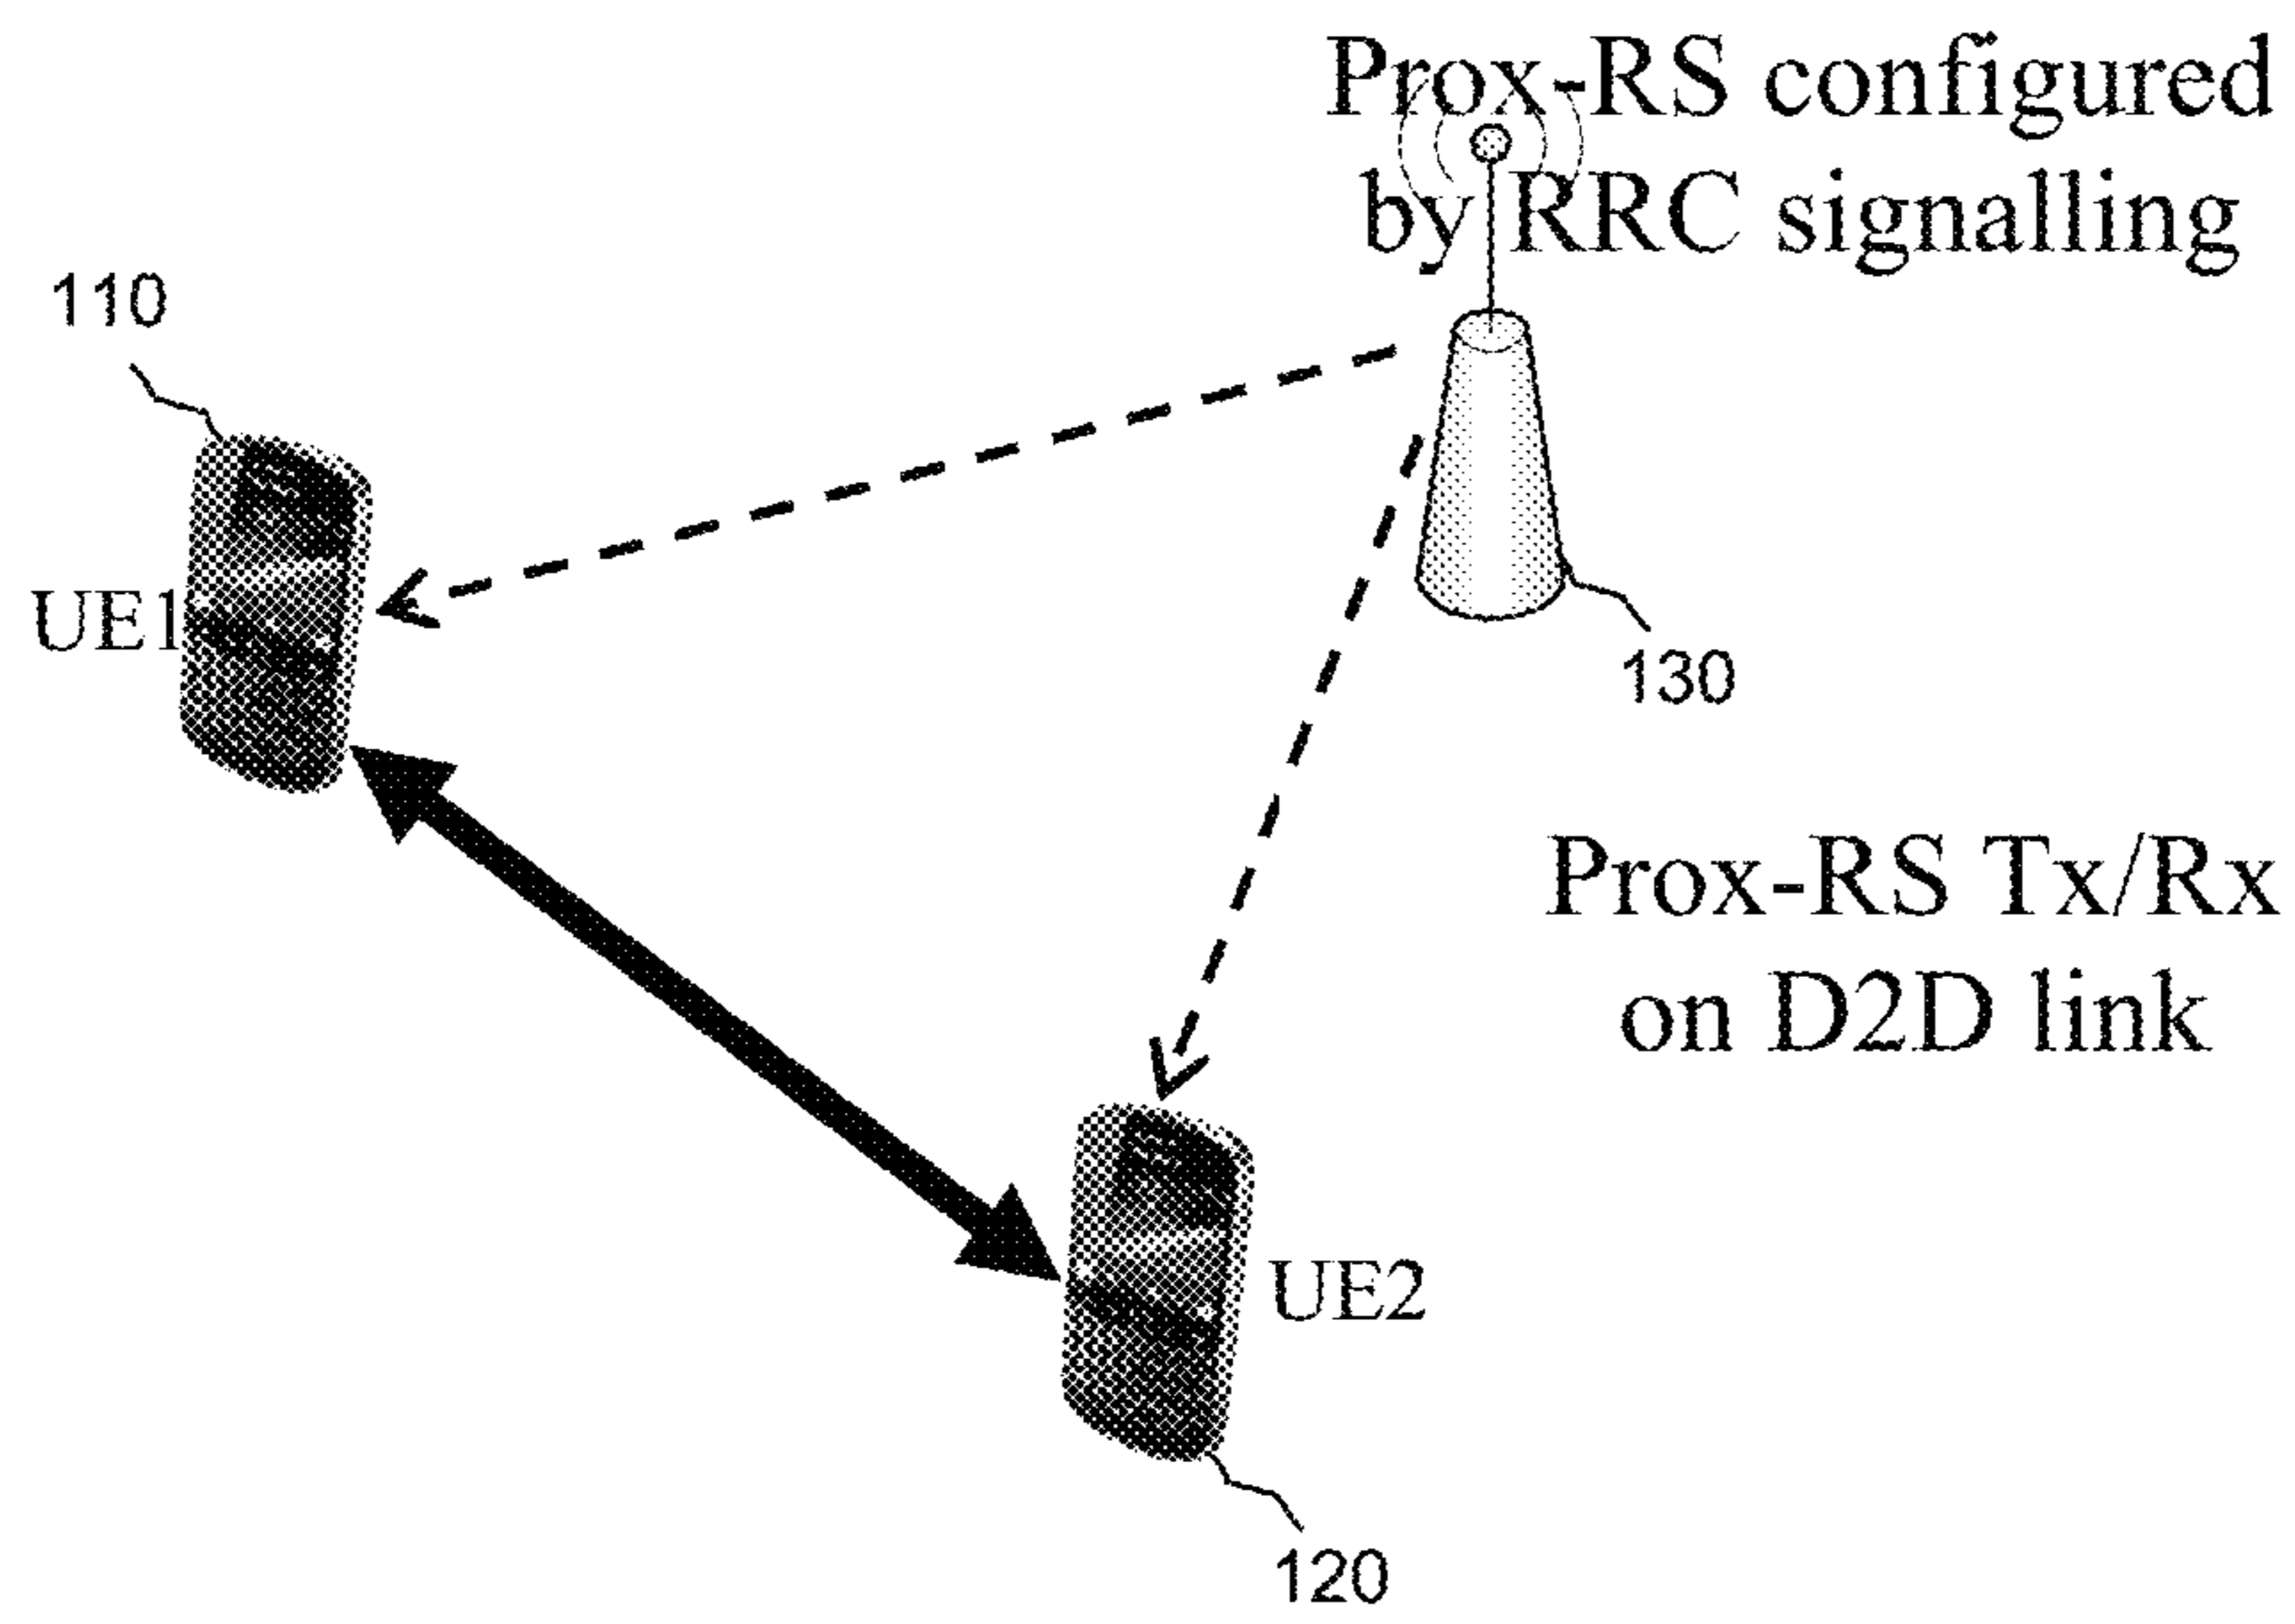 Prox-RS configured
by RRC signalling
110
UE1
130
Prox-RS Tx/Rx
on D2D link
UE2
120